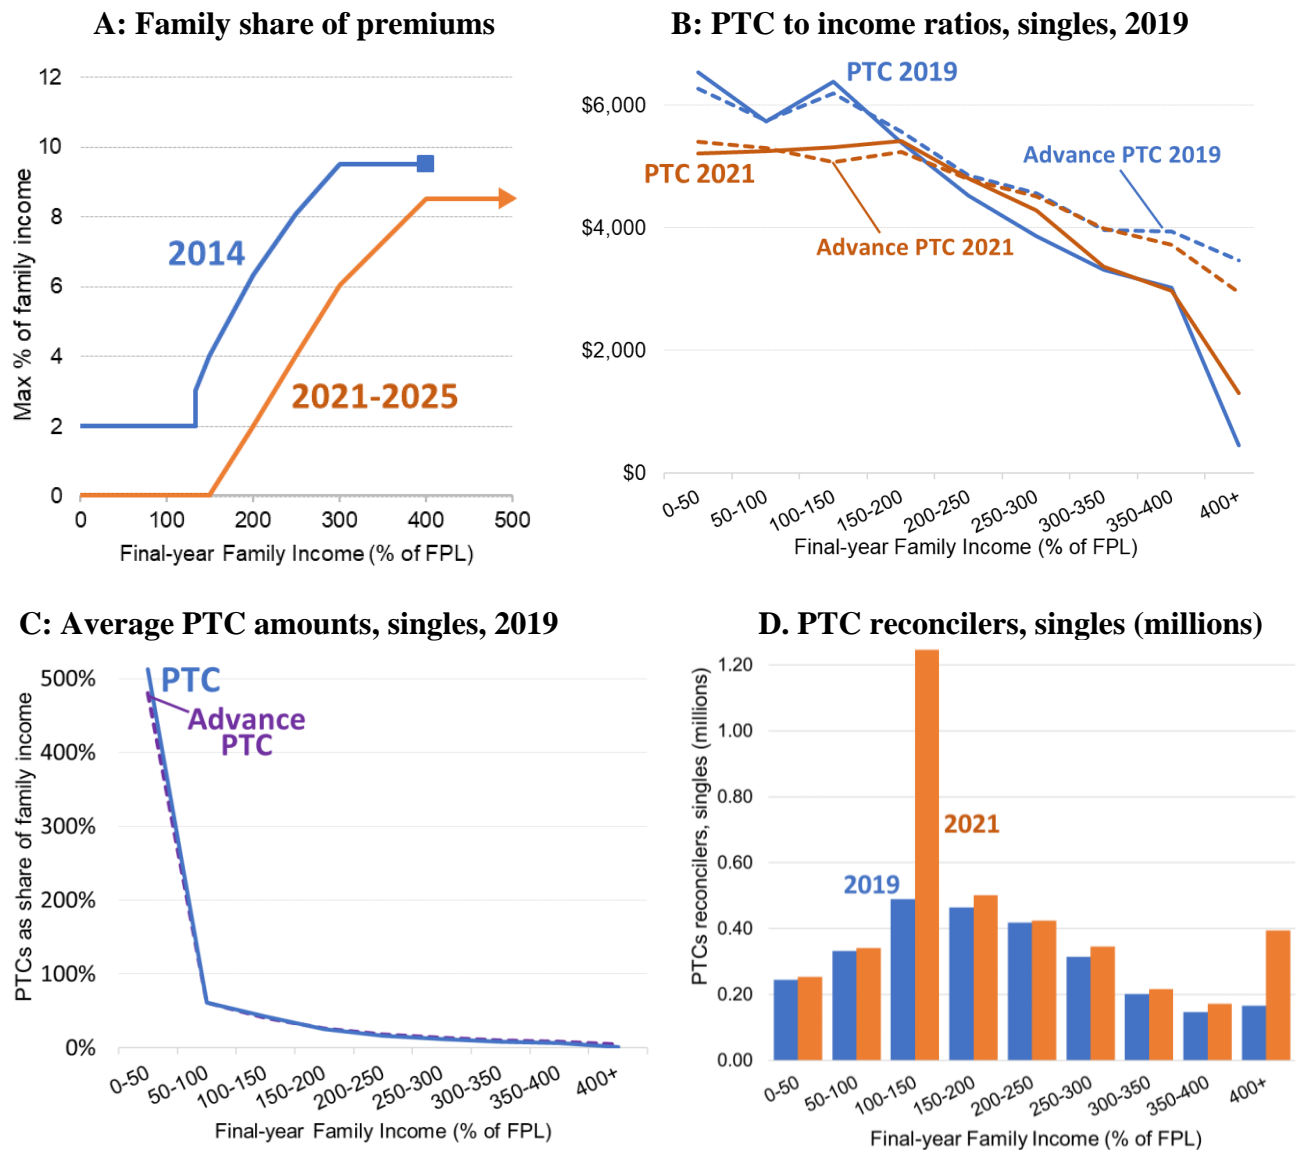 A: Family share of premiums
Max % of family income
12
10
8
6
4
2
0
2014
2021-2025
0 100 200 300 400 500
Final-year Family Income (% of FPL)
B: PTC to income ratios, singles, 2019
$6,000
$4,000
$2,000
$0
PTC 2019
Advance PTC 2019
PTC 2021
Advance PTC 2021
0-50 50-100 100-150 150-200 200-250 250-300 300-350 350-400 400+
Final-year Family Income (% of FPL)
C: Average PTC amounts, singles, 2019
PTCs as share of family income
500%
400%
300%
200%
100%
0%
PTC
Advance
PTC
0-50 50-100 100-150 150-200 200-250 250-300 300-350 350-400 400+
Final-year Family Income (% of FPL)
D. PTC reconcilers, singles (millions)
PTCs reconcilers, singles (millions)
1.20
1.00
0.80
0.60
0.40
0.20
0.00
2021
2019
0-50 50-100 100-150 150-200 200-250 250-300 300-350 350-400 400+
Final-year Family Income (% of FPL)